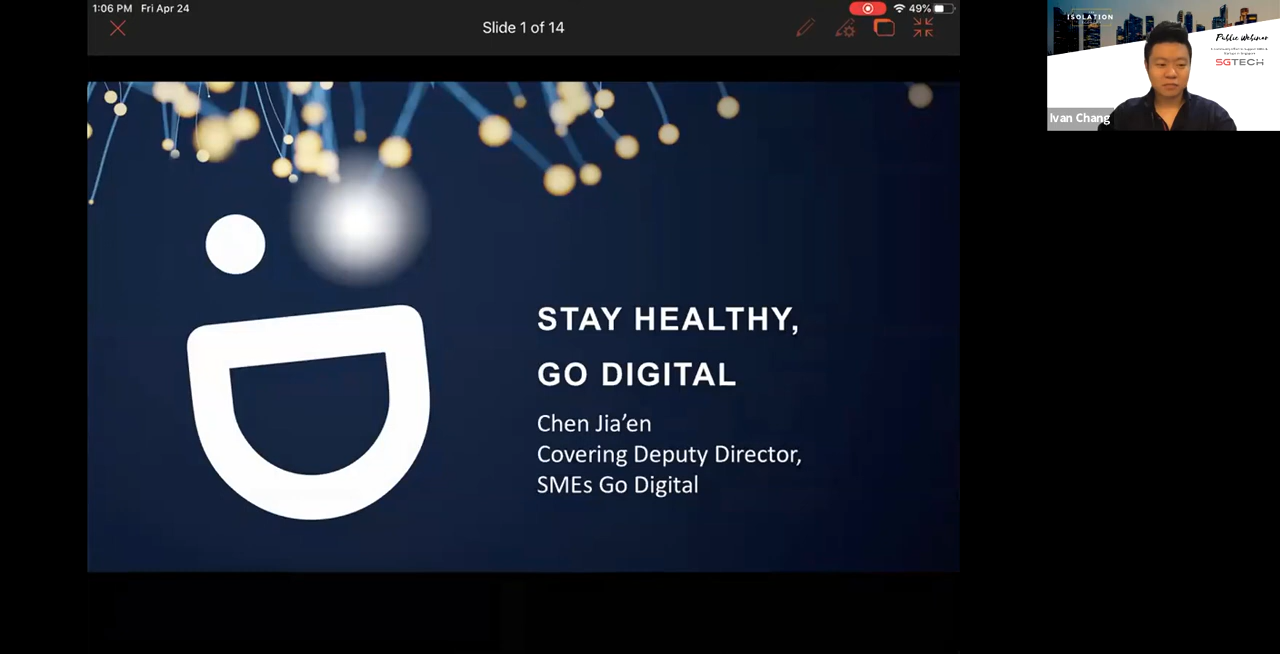 1:06 PM Fri Apr 24
49%
Slide 1 of 14
STAY HEALTHY,
GO DIGITAL
Chen Jia’en
Covering Deputy Director,
SMEs Go Digital
ISOLATION
Public Webinar
SGTECH
Ivan Chang